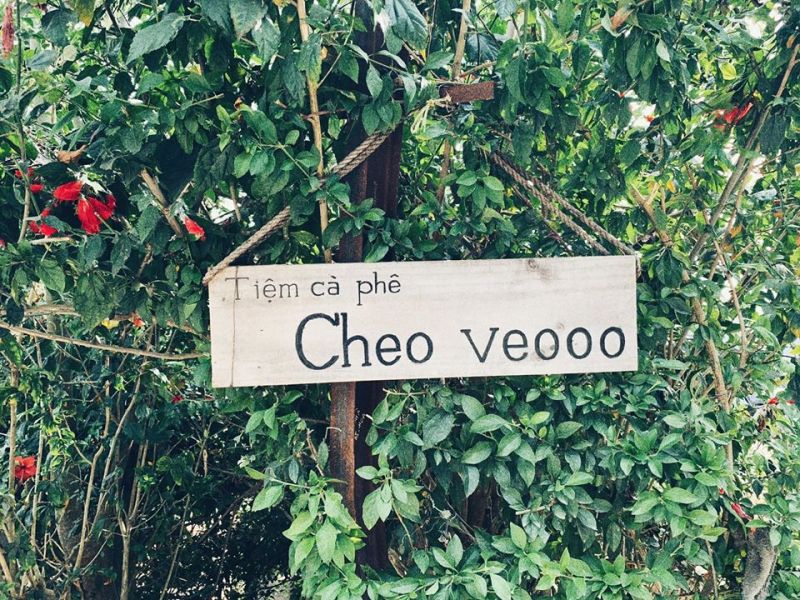 Tiệm cà phê
Cheo veooo